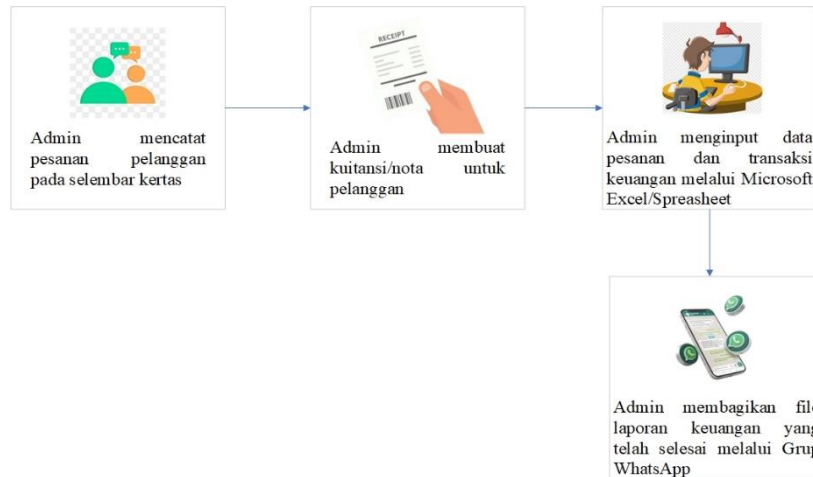 RECEIPT
Admin mencatat
pesanan pelanggan
pada selembar kertas
Admin membuat
kuitansi/nota untuk
pelanggan
Admin menginput data
pesanan dan transaksi
keuangan melalui Microsoft
Excel/Spreasheet
Admin membagikan file
laporan keuangan yang
telah selesai melalui Grup
WhatsApp